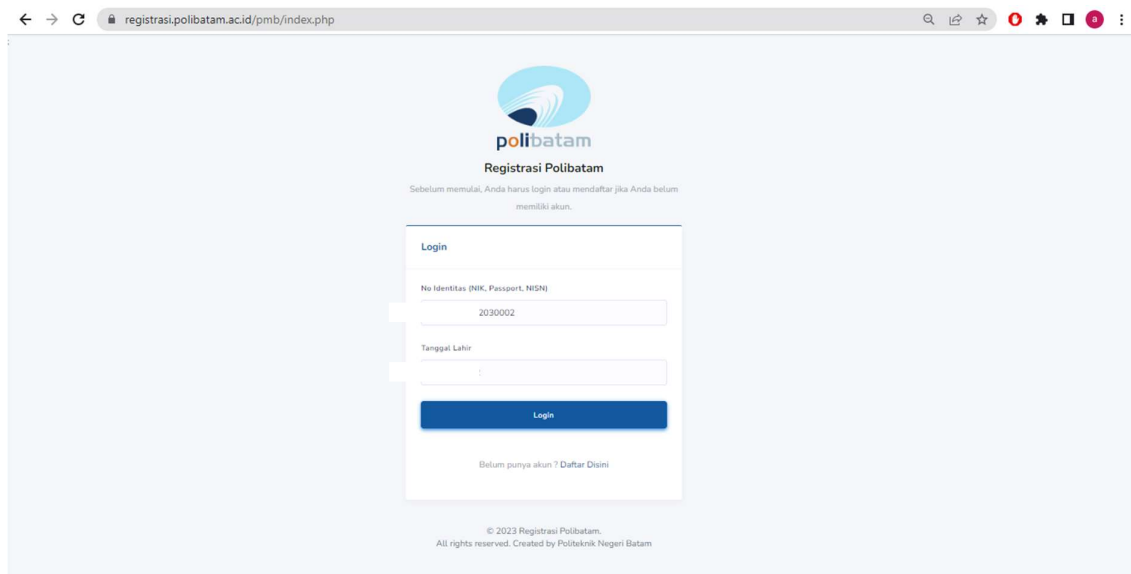 registrasi.polibatam.ac.id/pmb/index.php
a
polibatam
Registrasi Polibatam
Sebelum memulai, Anda harus login atau mendaftar jika Anda belum
memiliki akun.
Login
No Identitas (NIK, Passport, NISN)
2030002
Tanggal Lahir
Login
Belum punya akun ? Daftar Disini
© 2023 Registrasi Polibatam.
All rights reserved. Created by Politeknik Negeri Batam